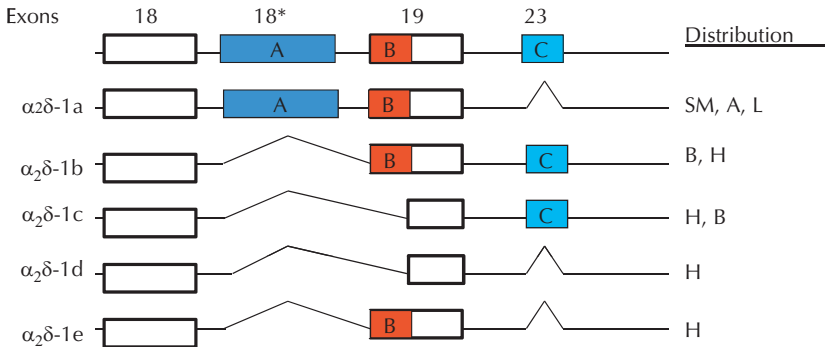 Exons 18 18* 19 23
Distribution
A B C
α2δ-1a A B SM, A, L
α₂δ-1b B C B, H
α₂δ-1c C H, B
α₂δ-1d H
α₂δ-1e B H